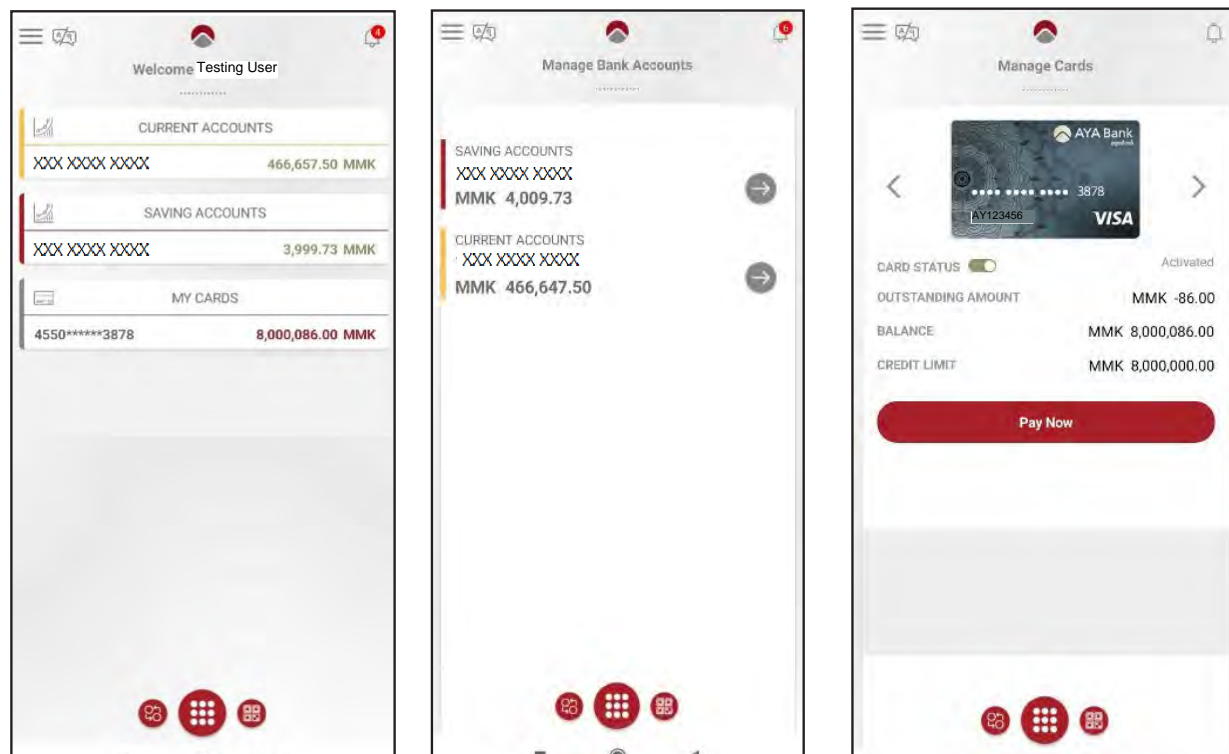 4
Welcome Testing User
CURRENT ACCOUNTS
XXX XXXX XXXX 466,657.50 MMK
SAVING ACCOUNTS
XXX XXXX XXXX 3,999.73 MMK
MY CARDS
4550******3878 8,000,086.00 MMK
6
Manage Bank Accounts
SAVING ACCOUNTS
XXX XXXX XXXX
MMK 4,009.73
CURRENT ACCOUNTS
XXX XXXX XXXX
MMK 466,647.50
Manage Cards
AYA Bank
•••• •••• •••• 3878
AY123456
VISA
CARD STATUS Activated
OUTSTANDING AMOUNT MMK -86.00
BALANCE MMK 8,000,086.00
CREDIT LIMIT MMK 8,000,000.00
Pay Now